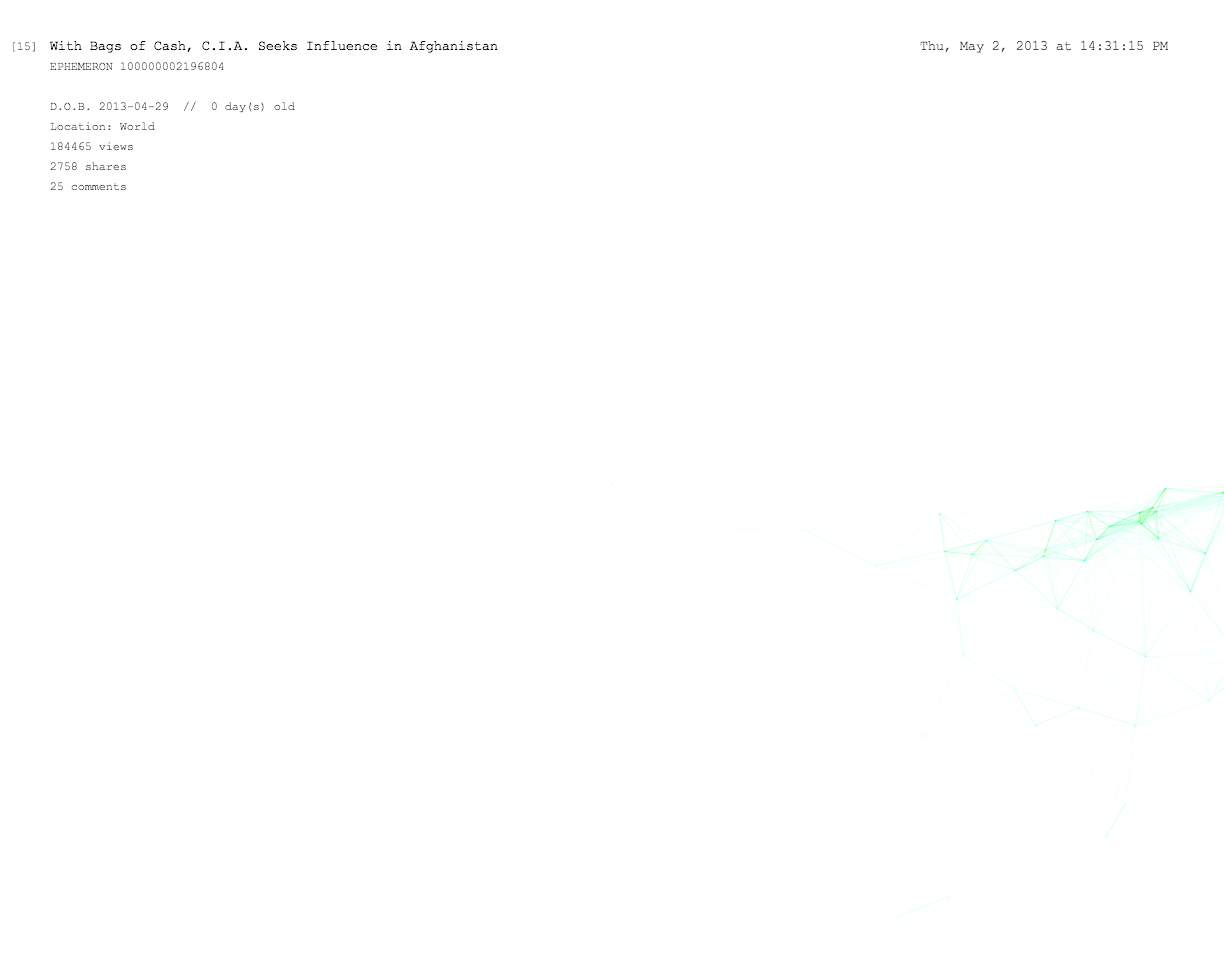 [15] With Bags of Cash, C.I.A. Seeks Influence in Afghanistan Thu, May 2, 2013 at 14:31:15 PM
EPHEMERON 100000002196804
D.O.B. 2013-04-29 // 0 day(s) old
Location: World
184465 views
2758 shares
25 comments